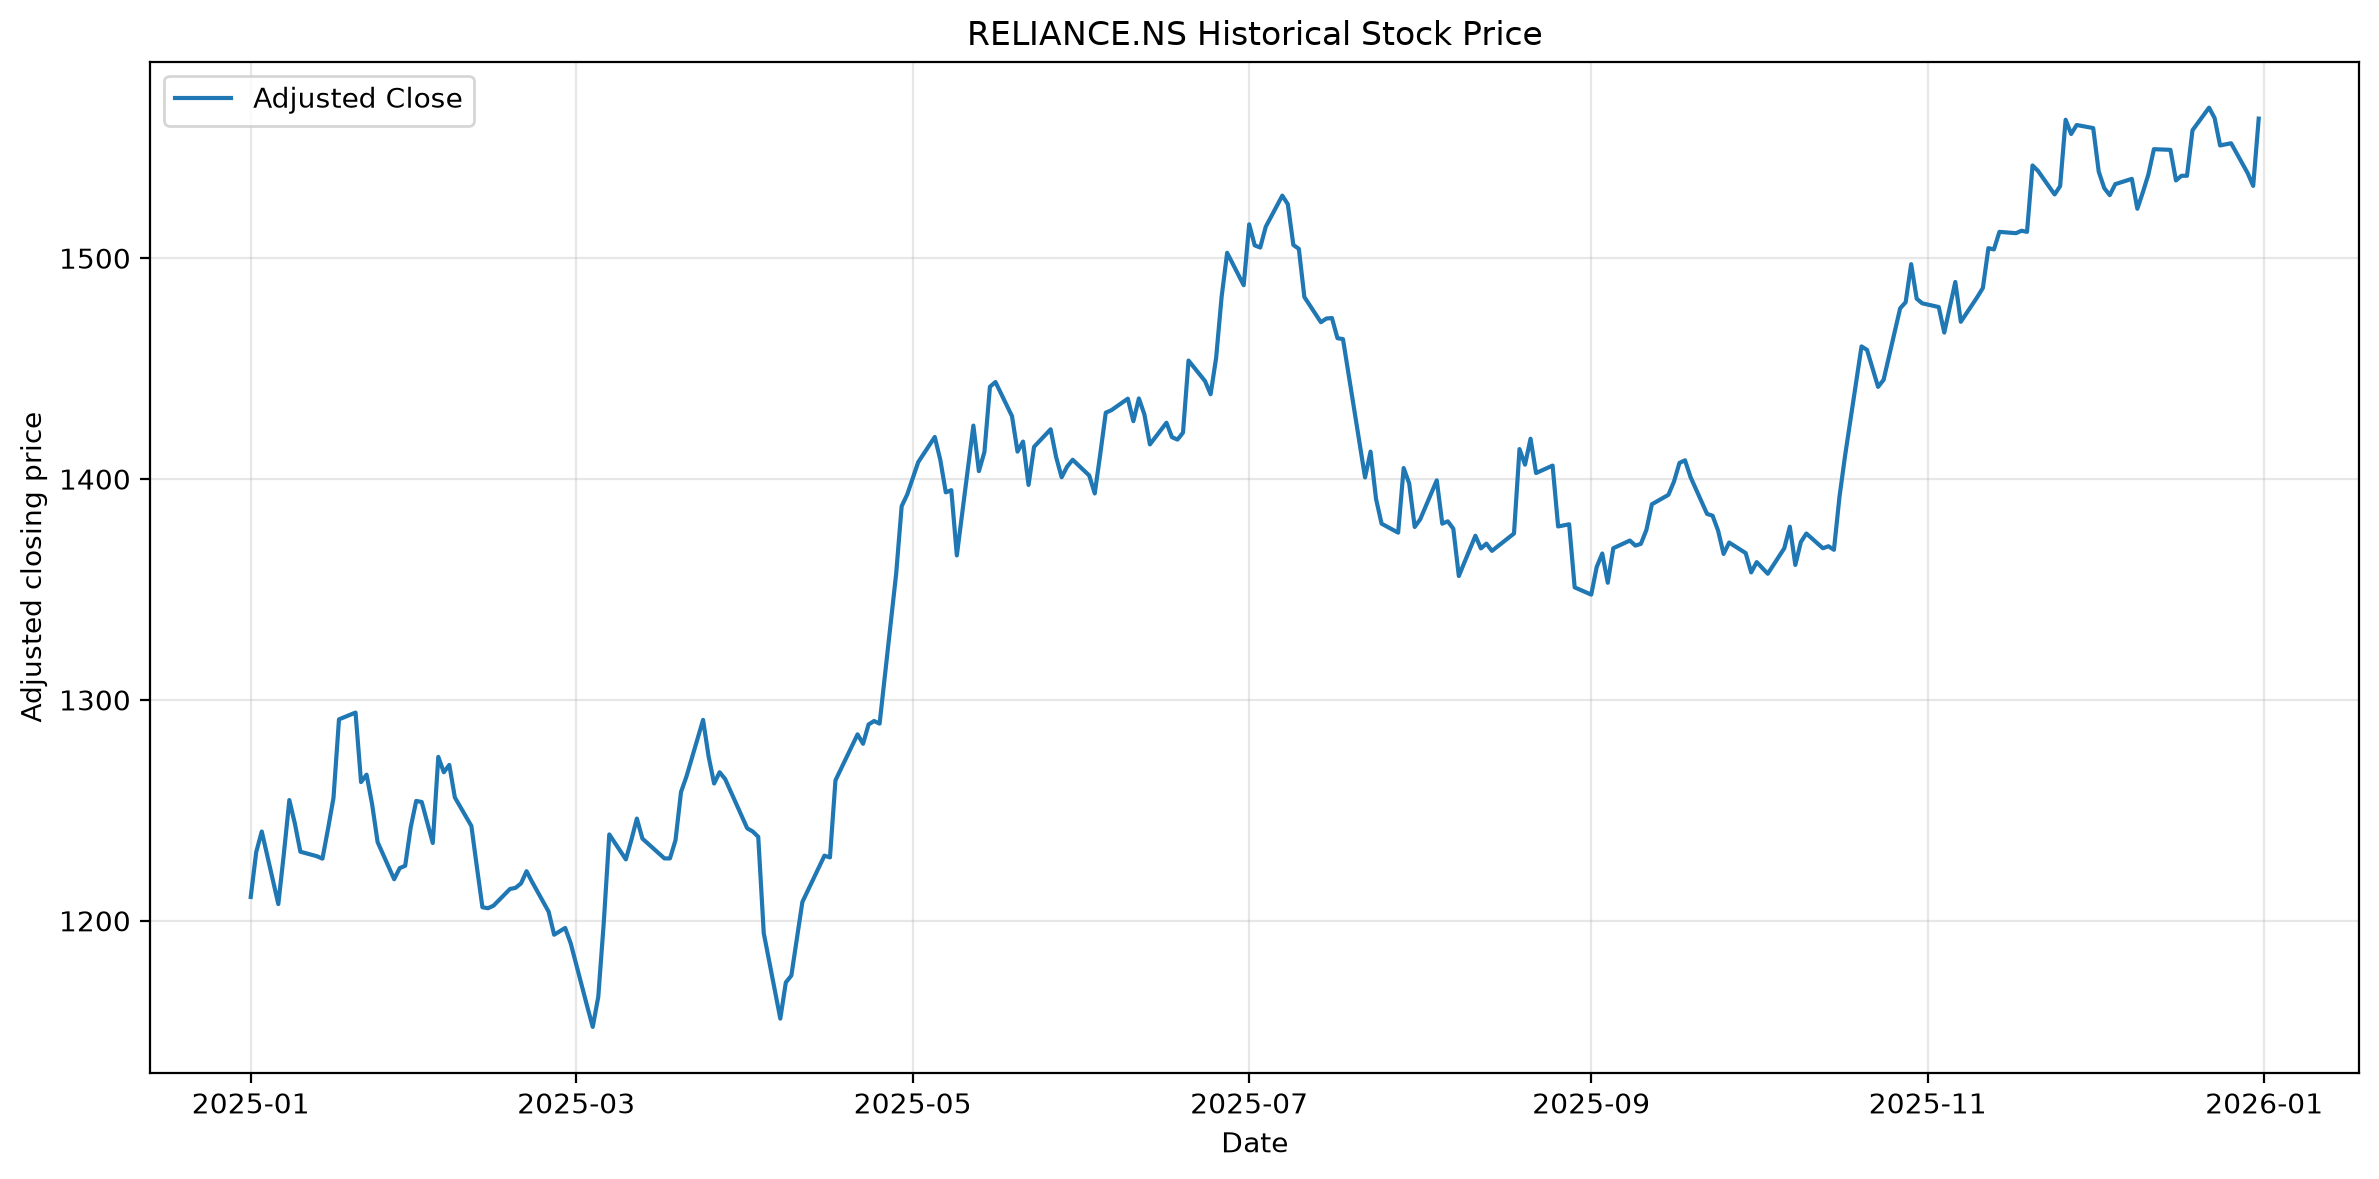 RELIANCE.NS Historical Stock Price
Adjusted Close
Adjusted closing price
1500
1400
1300
1200
2025-01
2025-03
2025-05
2025-07
2025-09
2025-11
2026-01
Date